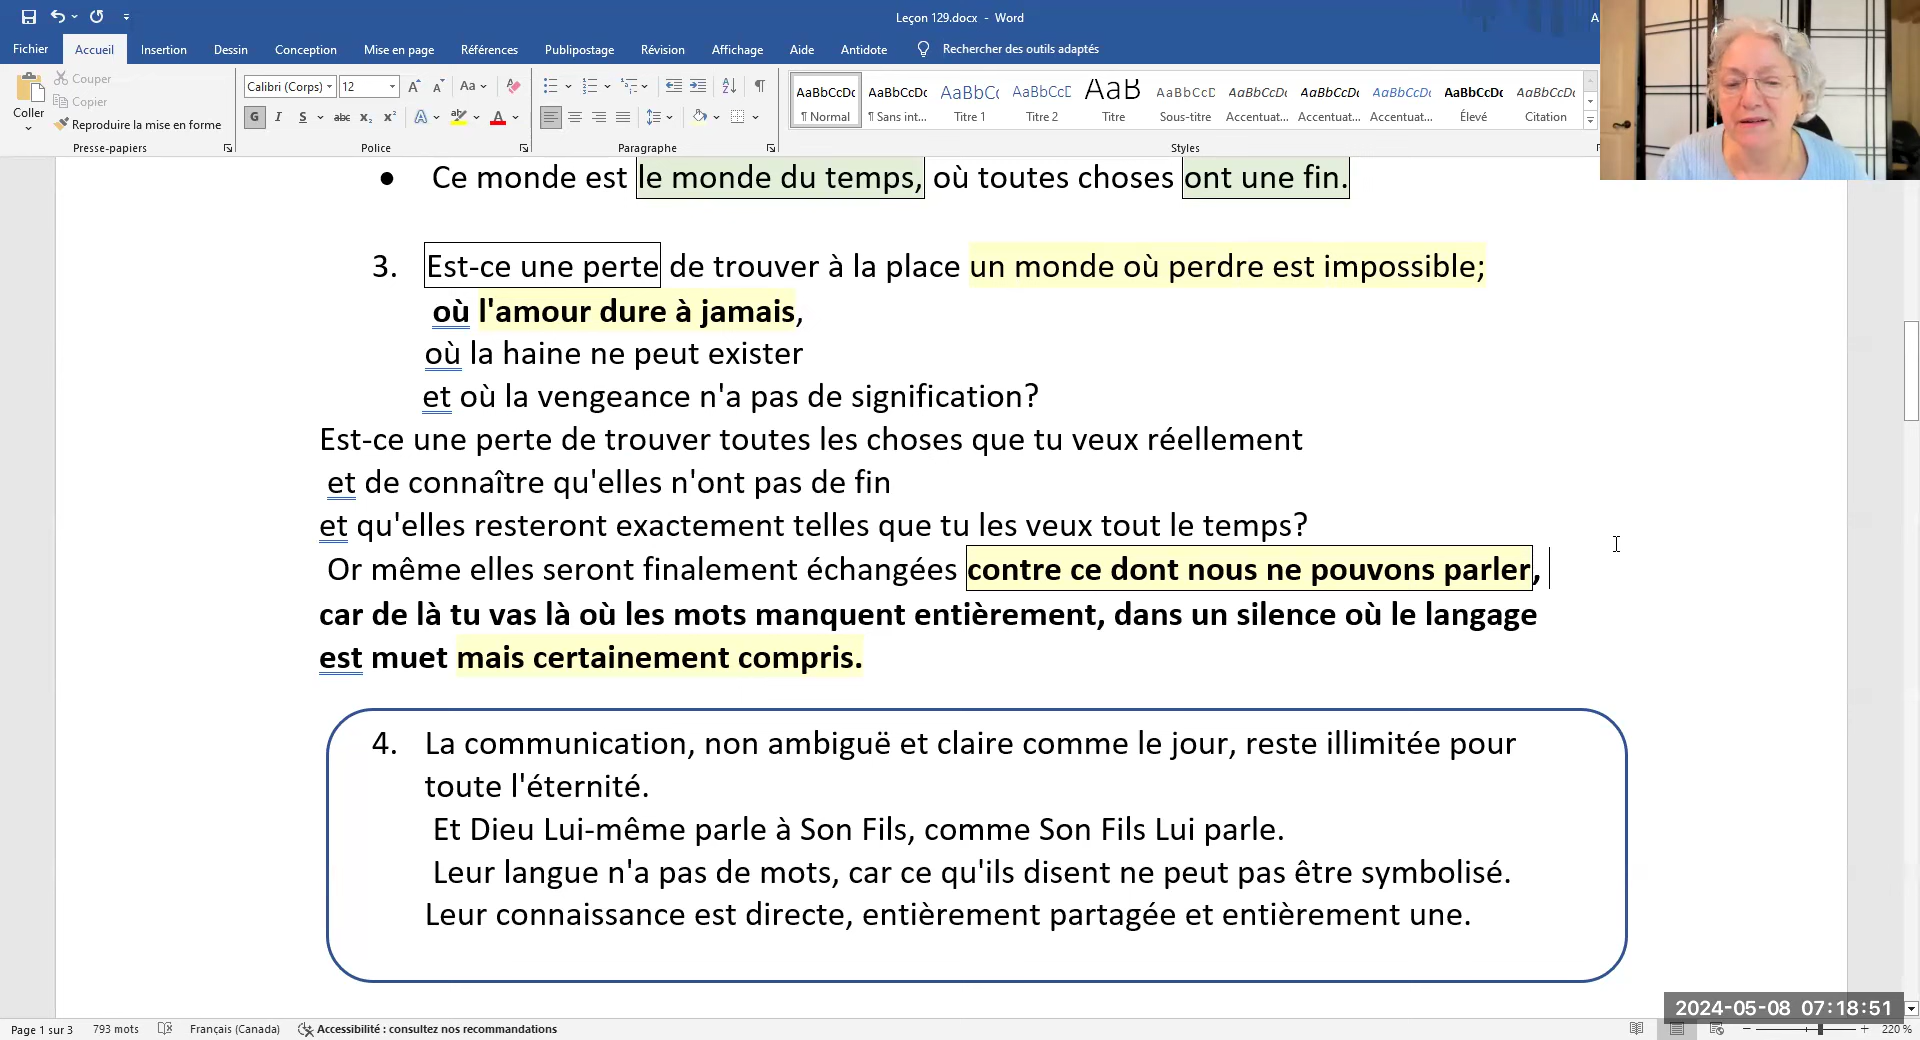 Leçon 129.docx - Word
A
Fichier Accueil Insertion Dessin Conception Mise en page Références Publipostage Révision Affichage Aide Antidote Rechercher des outils adaptés
Coller
Couper
Copier
Reproduire la mise en forme
Presse-papiers
Calibri (Corps) 12
Police
Paragraphe
AaBbCcDc AaBbCcDc AaBbCc AaBbCcD AaB AaBbCcD AaBbCcDc AaBbCcDc AaBbCcDc AaBbCcDc AaBbCcDc
¶ Normal ¶ Sans int... Titre 1 Titre 2 Titre Sous-titre Accentuat... Accentuat... Accentuat... Élevé Citation
Styles
• Ce monde est le monde du temps, où toutes choses ont une fin.
3. Est-ce une perte de trouver à la place un monde où perdre est impossible;
où l'amour dure à jamais,
où la haine ne peut exister
et où la vengeance n'a pas de signification?
Est-ce une perte de trouver toutes les choses que tu veux réellement
et de connaître qu'elles n'ont pas de fin
et qu'elles resteront exactement telles que tu les veux tout le temps?
Or même elles seront finalement échangées contre ce dont nous ne pouvons parler,
car de là tu vas là où les mots manquent entièrement, dans un silence où le langage
est muet mais certainement compris.
4. La communication, non ambiguë et claire comme le jour, reste illimitée pour
toute l'éternité.
Et Dieu Lui-même parle à Son Fils, comme Son Fils Lui parle.
Leur langue n'a pas de mots, car ce qu'ils disent ne peut pas être symbolisé.
Leur connaissance est directe, entièrement partagée et entièrement une.
2024-05-08 07:18:51
Page 1 sur 3 793 mots Français (Canada) Accessibilité : consultez nos recommandations 220 %